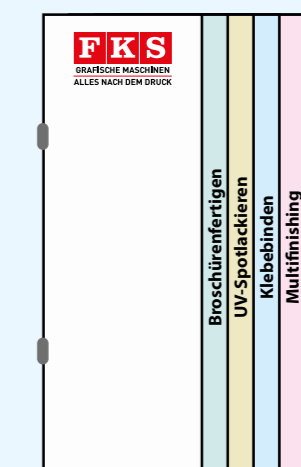 FKS
GRAFISCHE MASCHINEN
ALLES NACH DEM DRUCK
Broschürenfertigen
UV-Spotlackieren
Klebebinden
Multifinishing